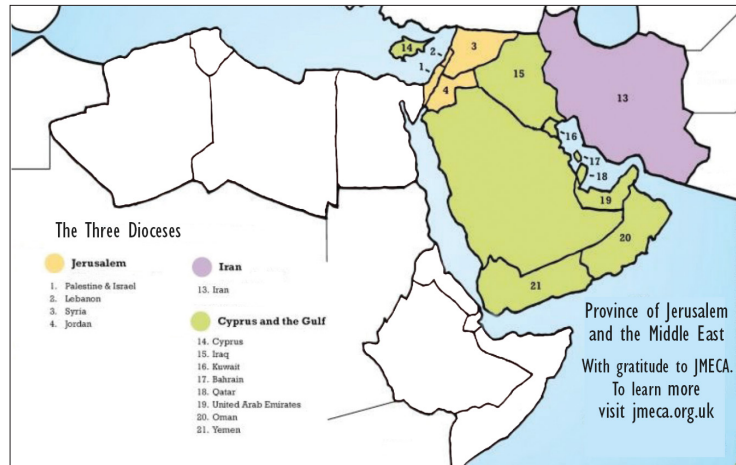 14
2
3
1
4
15
13
16
17
18
19
20
21
The Three Dioceses
Jerusalem
1. Palestine & Israel
2. Lebanon
3. Syria
4. Jordan
Iran
13. Iran
Cyprus and the Gulf
14. Cyprus
15. Iraq
16. Kuwait
17. Bahrain
18. Qatar
19. United Arab Emirates
20. Oman
21. Yemen
Province of Jerusalem
and the Middle East
With gratitude to JMECA.
To learn more
visit jmeca.org.uk